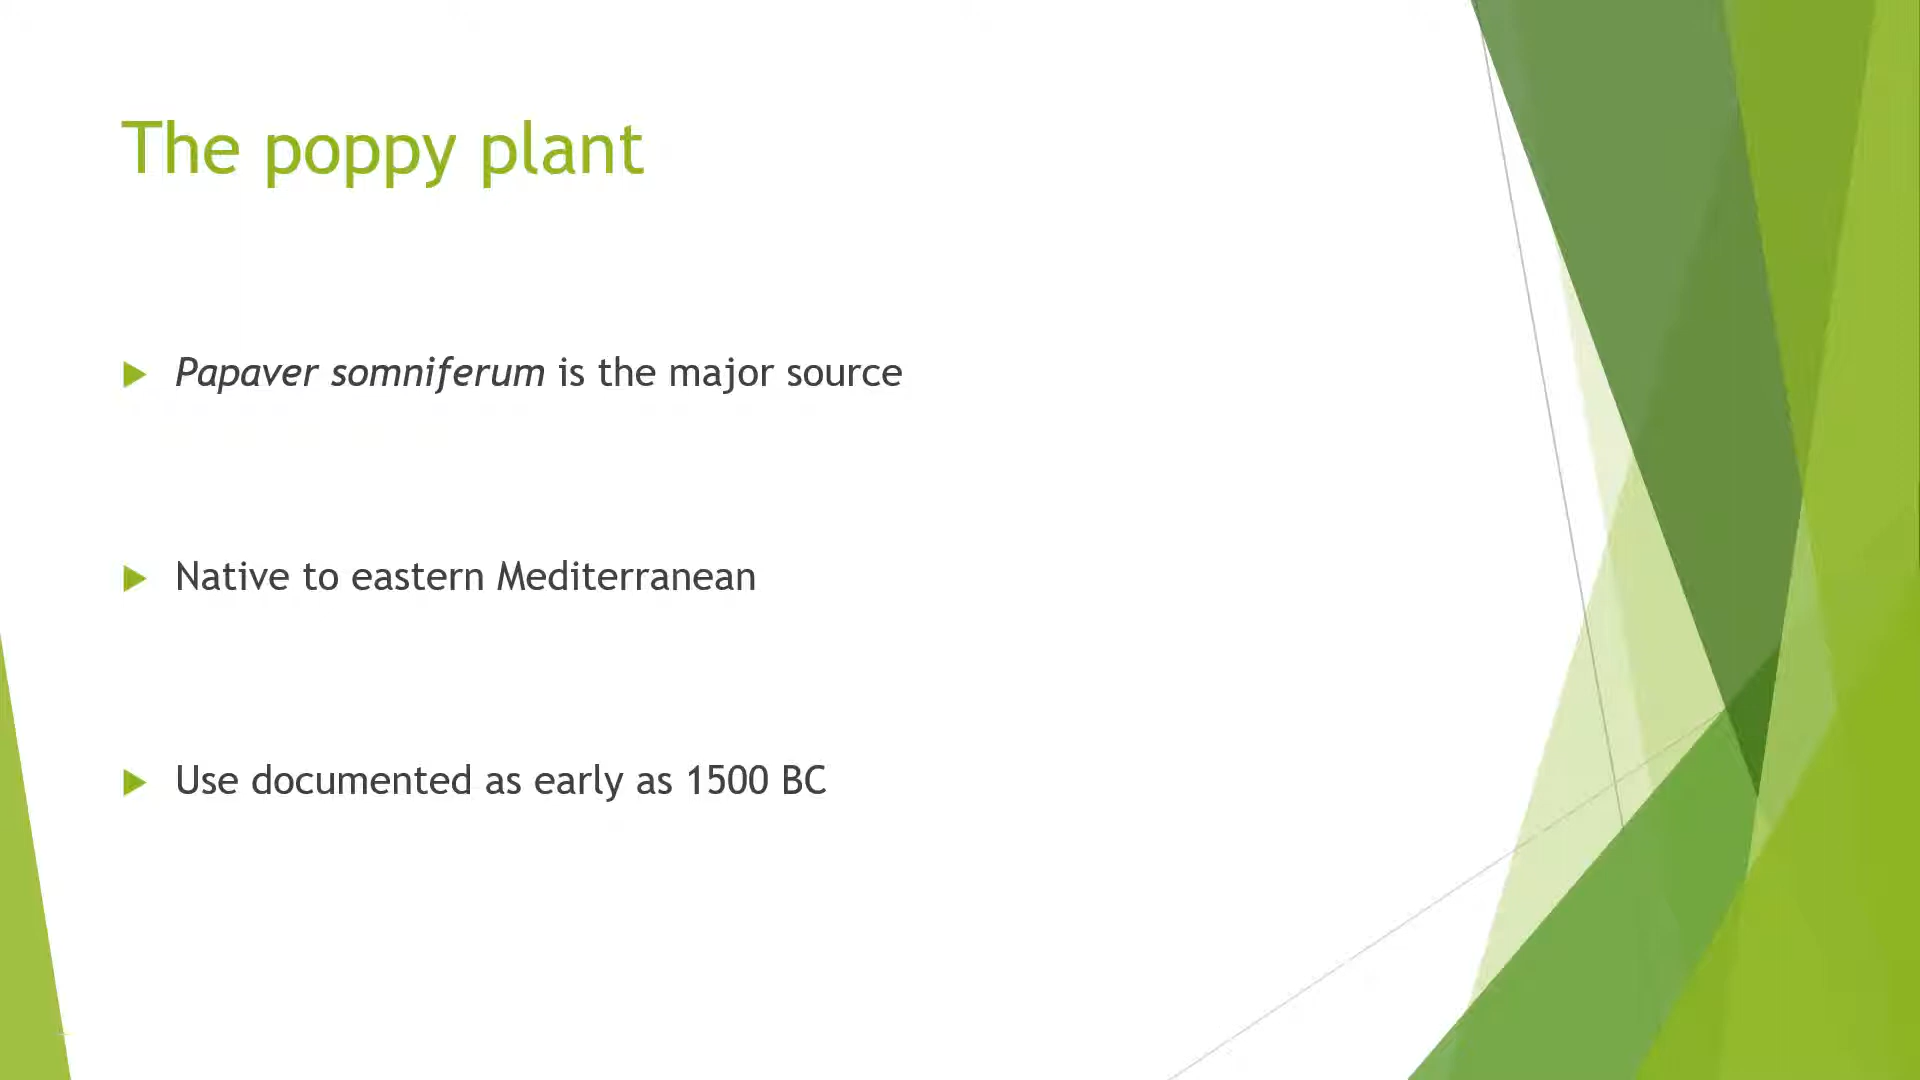 The poppy plant
Papaver somniferum is the major source
Native to eastern Mediterranean
Use documented as early as 1500 BC